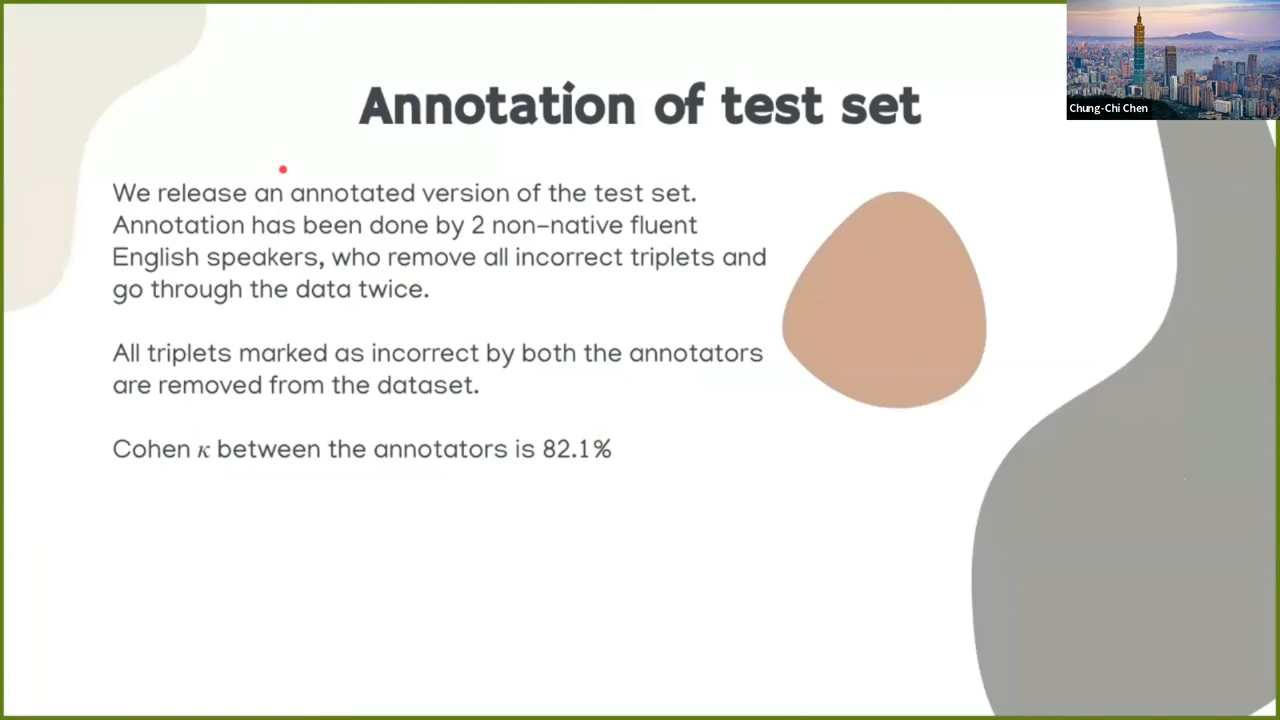 Annotation of test set
Chung-Chi Chen
We release an annotated version of the test set.
Annotation has been done by 2 non-native fluent
English speakers, who remove all incorrect triplets and
go through the data twice.
All triplets marked as incorrect by both the annotators
are removed from the dataset.
Cohen κ between the annotators is 82.1%